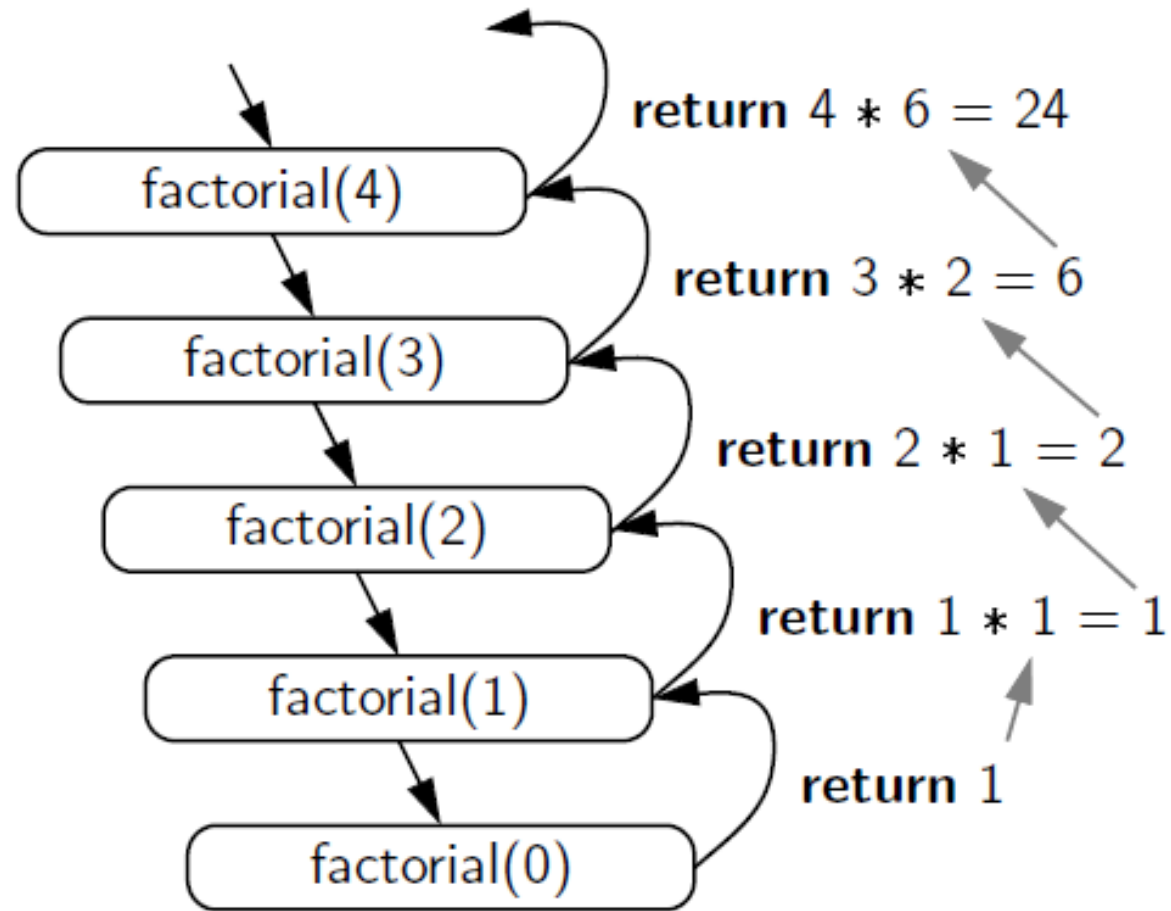 return 4 * 6 = 24
factorial(4)
return 3 * 2 = 6
factorial(3)
return 2 * 1 = 2
factorial(2)
return 1 * 1 = 1
factorial(1)
return 1
factorial(0)